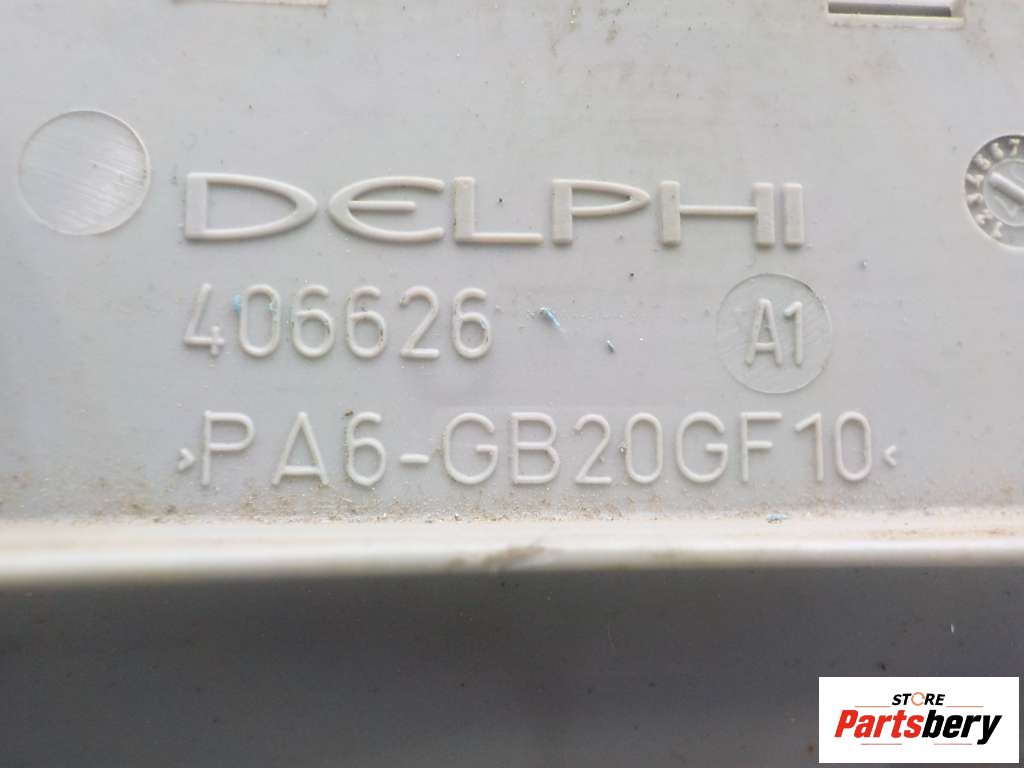 DELPHI
406626
A1
>PA6-GB20GF10<
STORE
Partsbery